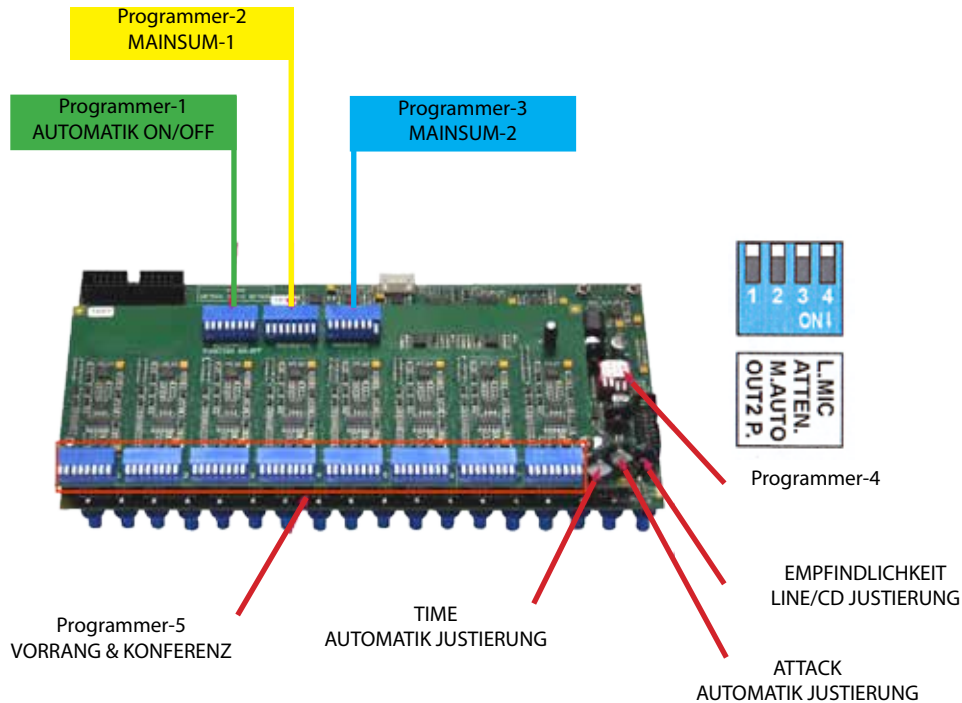 Programmer-2
MAINSUM-1
Programmer-1
AUTOMATIK ON/OFF
Programmer-3
MAINSUM-2
1 2 3 4
ON↓
L.MIC
ATTEN.
M.AUTO
OUT2 P.
Programmer-4
EMPFINDLICHKEIT
LINE/CD JUSTIERUNG
TIME
AUTOMATIK JUSTIERUNG
Programmer-5
VORRANG & KONFERENZ
ATTACK
AUTOMATIK JUSTIERUNG